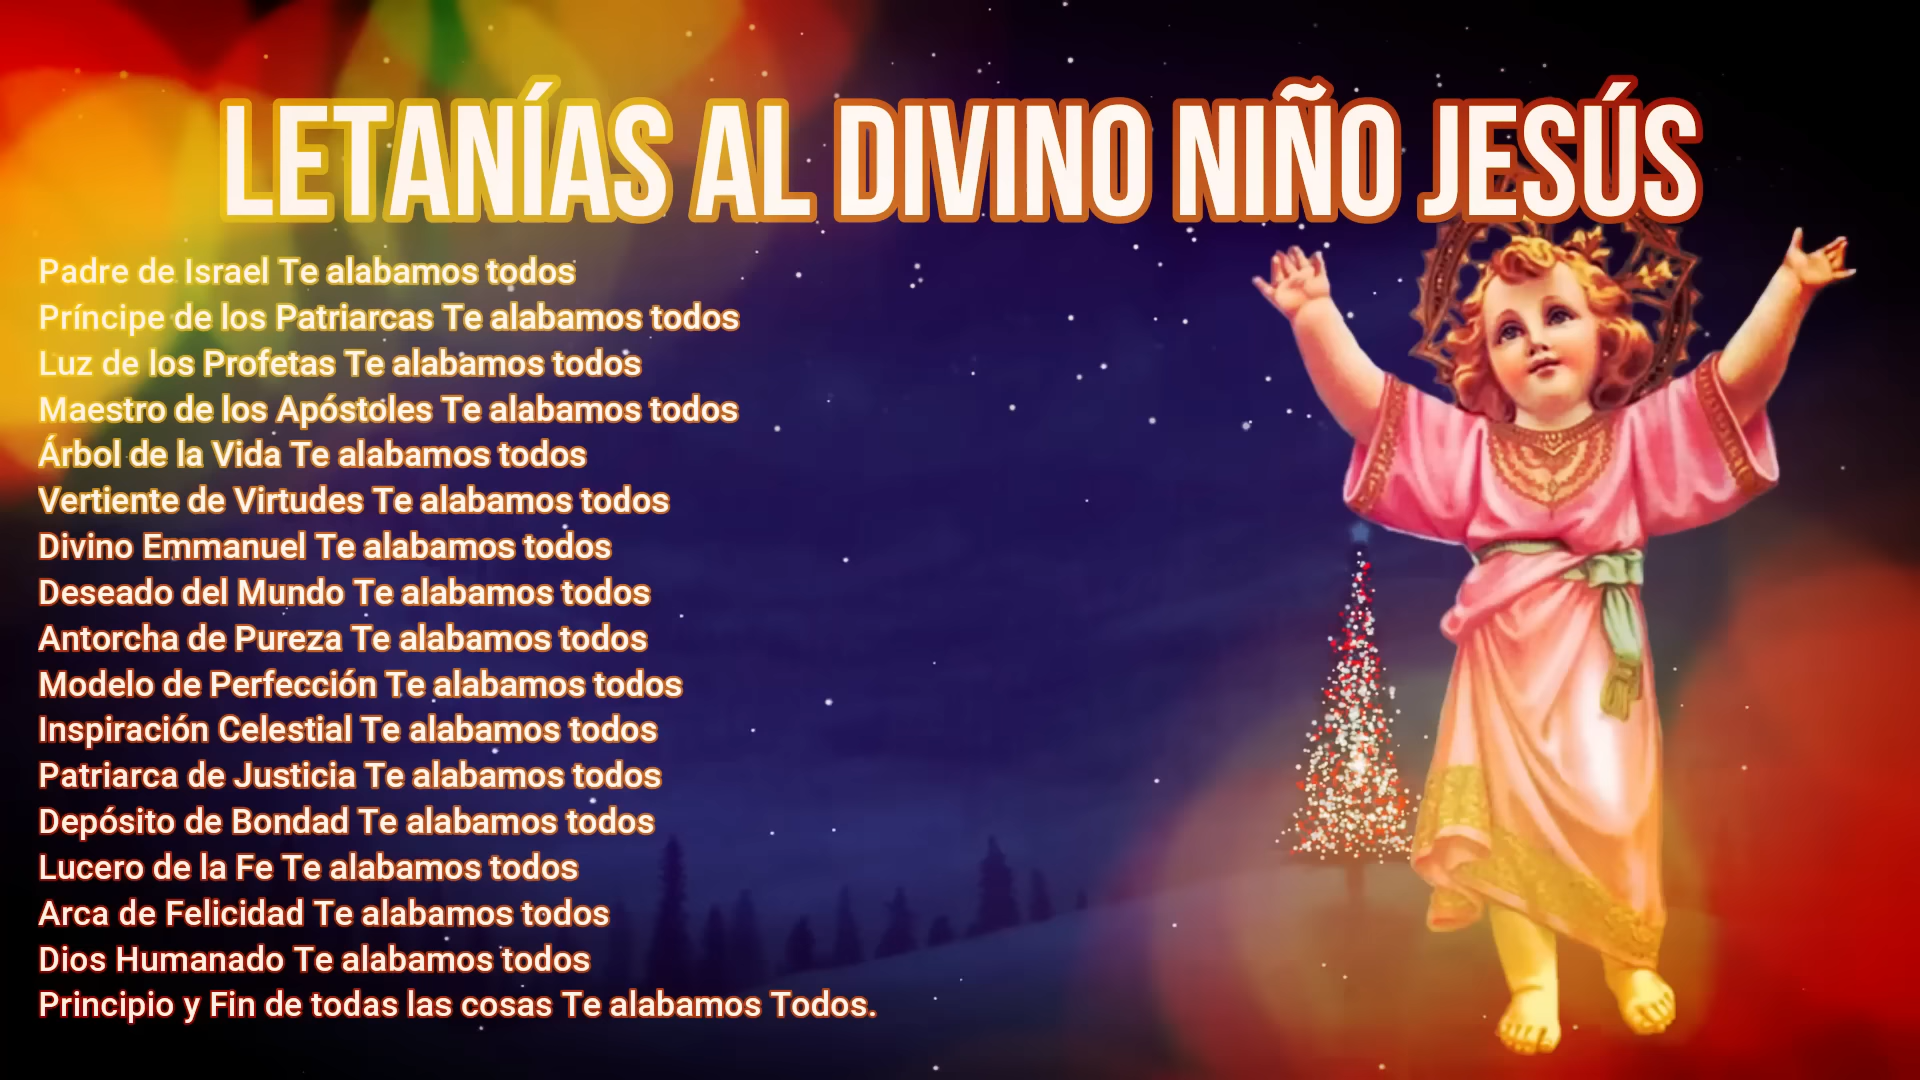 LETANÍAS AL DIVINO NIÑO JESÚS
Padre de Israel Te alabamos todos
Príncipe de los Patriarcas Te alabamos todos
Luz de los Profetas Te alabamos todos
Maestro de los Apóstoles Te alabamos todos
Árbol de la Vida Te alabamos todos
Vertiente de Virtudes Te alabamos todos
Divino Emmanuel Te alabamos todos
Deseado del Mundo Te alabamos todos
Antorcha de Pureza Te alabamos todos
Modelo de Perfección Te alabamos todos
Inspiración Celestial Te alabamos todos
Patriarca de Justicia Te alabamos todos
Depósito de Bondad Te alabamos todos
Lucero de la Fe Te alabamos todos
Arca de Felicidad Te alabamos todos
Dios Humanado Te alabamos todos
Principio y Fin de todas las cosas Te alabamos Todos.